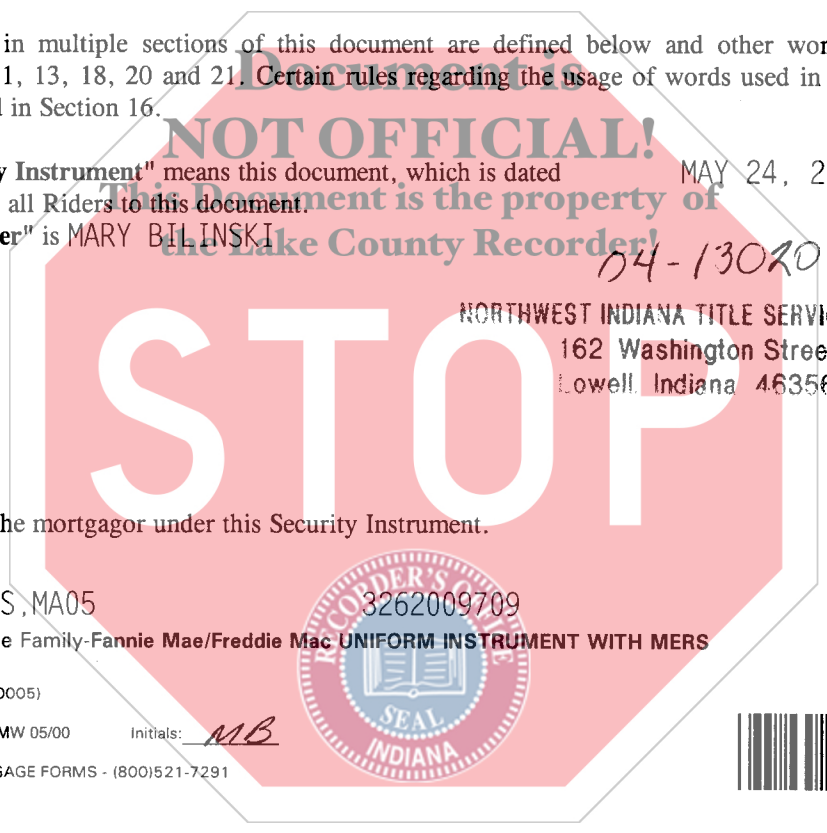 in multiple sections of this document are defined below and other wor
1, 13, 18, 20 and 21. Certain rules regarding the usage of words used in
l in Section 16.
Document is
NOT OFFICIAL!
This Document is the property of
the Lake County Recorder!
y Instrument" means this document, which is dated MAY 24, 2
all Riders to this document.
er" is MARY BILINSKI
04-13020
NORTHWEST INDIANA TITLE SERVI
162 Washington Stree
Lowell, Indiana 46356
STOP
he mortgagor under this Security Instrument.
S,MA05 3262009709
e Family-Fannie Mae/Freddie Mac UNIFORM INSTRUMENT WITH MERS
0005)
MW 05/00 Initials: MB
GAGE FORMS - (800)521-7291
RECORDER'S OFFICE
SEAL
INDIANA